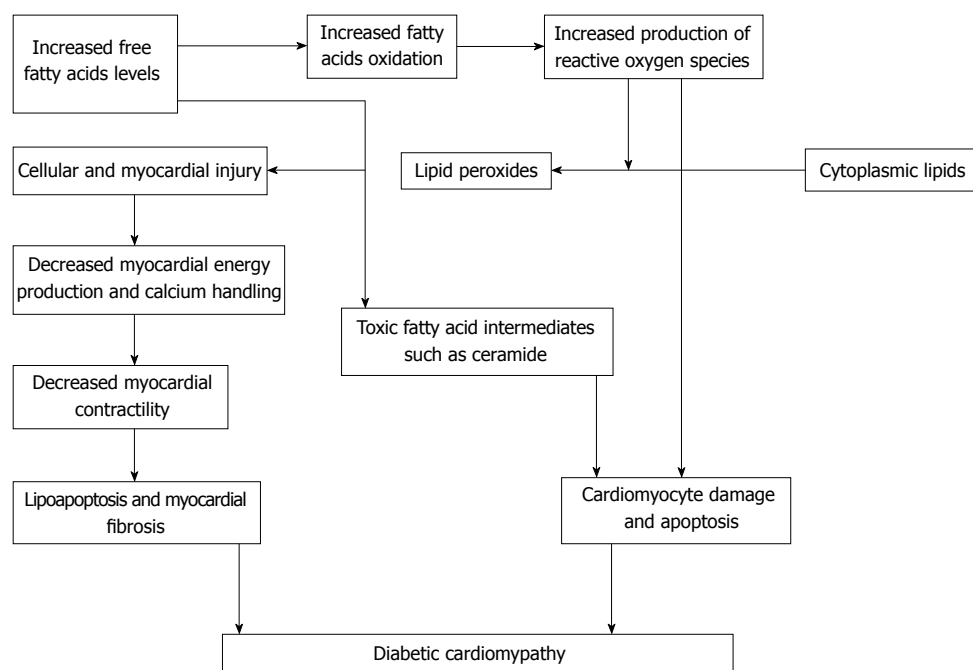 Increased free
fatty acids levels
Increased fatty
acids oxidation
Increased production of
reactive oxygen species
Cellular and myocardial injury
Lipid peroxides
Cytoplasmic lipids
Decreased myocardial energy
production and calcium handling
Toxic fatty acid intermediates
such as ceramide
Decreased myocardial
contractility
Lipoapoptosis and myocardial
fibrosis
Cardiomyocyte damage
and apoptosis
Diabetic cardiomypathy